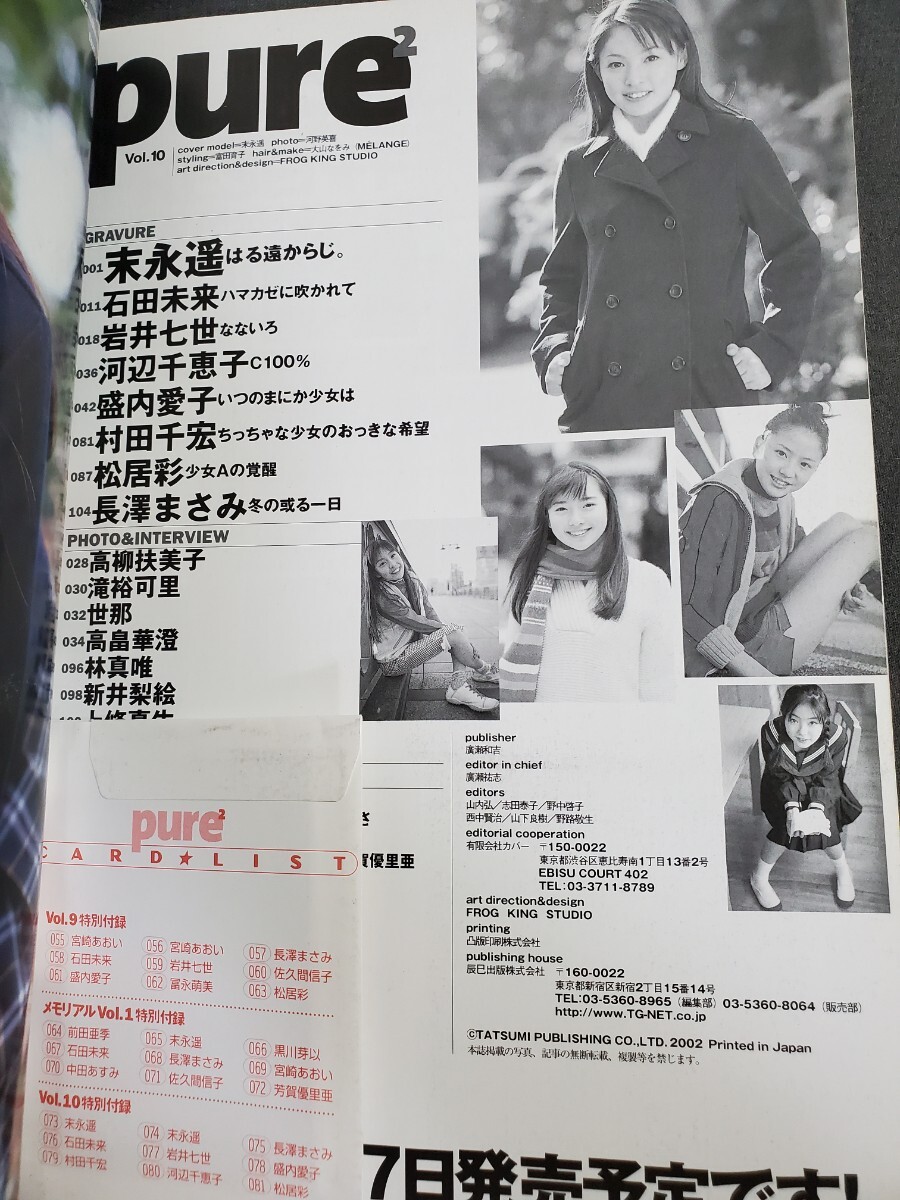 pure2
Vol.10
cover model=末永遥 photo=河野英喜
styling=富田育子 hair&make=大山なをみ (MÉLANGE)
art direction&design=FROG KING STUDIO
GRAVURE
001 末永遥 はる遠からじ。
011 石田未来 ハマカゼに吹かれて
018 岩井七世 なないろ
036 河辺千恵子 C100%
042 盛内愛子 いつのまにか少女は
081 村田千宏 ちっちゃな少女のおっきな希望
087 松居彩 少女Aの覚醒
104 長澤まさみ 冬の或る一日
PHOTO&INTERVIEW
028 高柳扶美子
030 滝裕可里
032 世那
034 高畠華澄
096 林真唯
098 新井梨絵
さ
賀優里亜
publisher
廣瀬和吉
editor in chief
廣瀬祐志
editors
山内弘／志田泰子／野中啓子
西中賢治／山下良樹／野路敬生
editorial cooperation
有限会社カバー 〒150-0022
東京都渋谷区恵比寿南1丁目13番2号
EBISU COURT 402
TEL:03-3711-8789
art direction&design
FROG KING STUDIO
printing
凸版印刷株式会社
publishing house
辰巳出版株式会社 〒160-0022
東京都新宿区新宿2丁目15番14号
TEL:03-5360-8965（編集部）03-5360-8064（販売部）
http://www.TG-NET.co.jp
©TATSUMI PUBLISHING CO.,LTD. 2002 Printed in Japan
本誌掲載の写真、記事の無断転載、複製等を禁じます。
7日発売予定です!
pure2
CARD★LIST
Vol.9特別付録
055 宮崎あおい 056 宮崎あおい 057 長澤まさみ
058 石田未来 059 岩井七世 060 佐久間信子
061 盛内愛子 062 冨永萌美 063 松居彩
メモリアルVol.1特別付録
064 前田亜季 065 末永遥 066 黒川芽以
067 石田未来 068 長澤まさみ 069 宮崎あおい
070 中田あすみ 071 佐久間信子 072 芳賀優里亜
Vol.10特別付録
073 末永遥 074 末永遥 075 長澤まさみ
076 石田未来 077 岩井七世 078 盛内愛子
079 村田千宏 080 河辺千恵子 081 松居彩